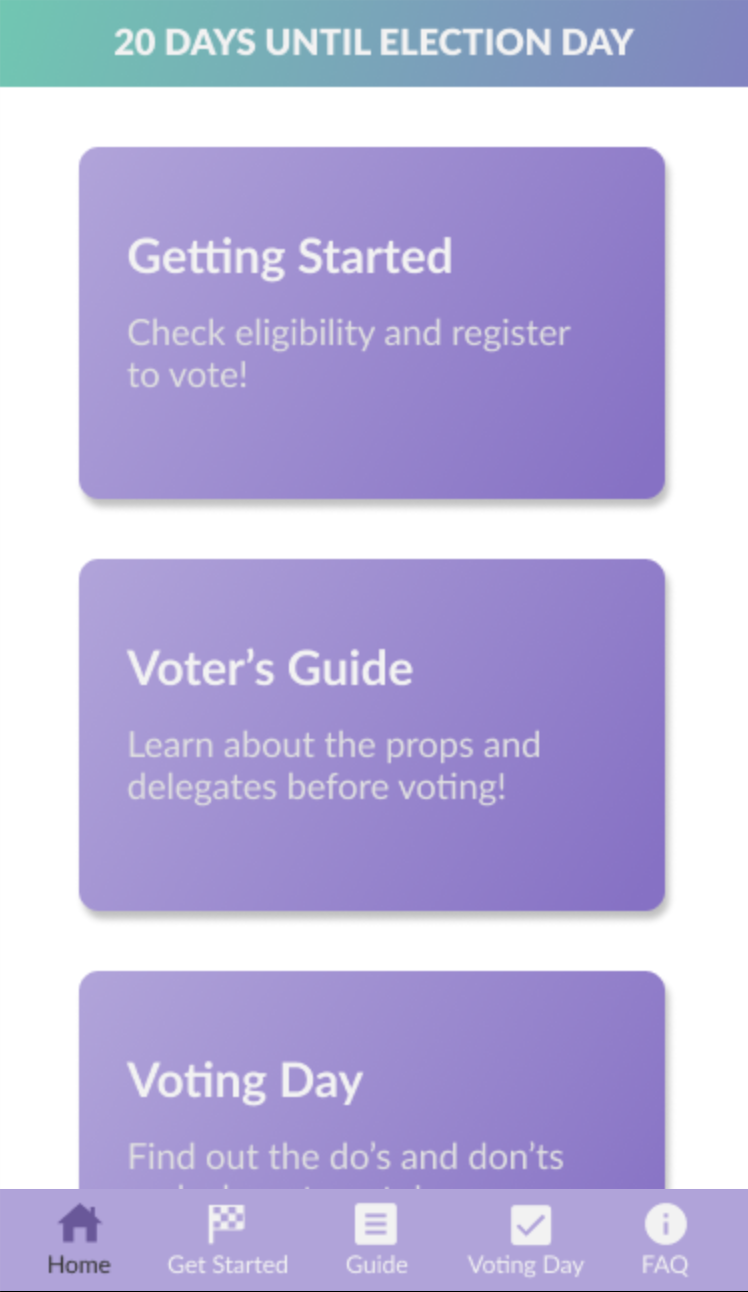 20 DAYS UNTIL ELECTION DAY
Getting Started
Check eligibility and register
to vote!
Voter’s Guide
Learn about the props and
delegates before voting!
Voting Day
Find out the do’s and don’ts
Home
Get Started
Guide
Voting Day
FAQ